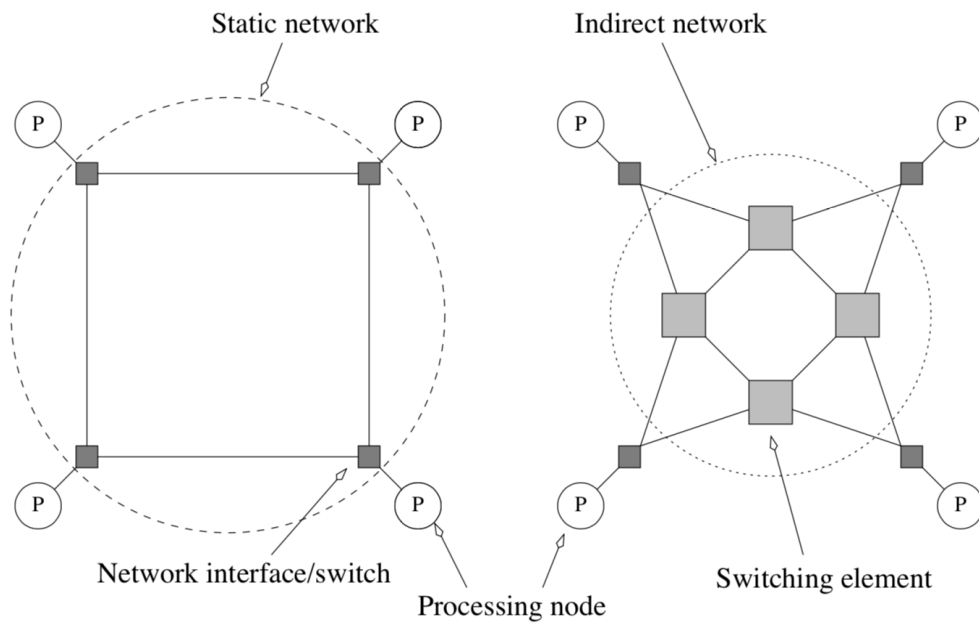 Static network
Indirect network
P
P
P
P
P
P
P
P
Network interface/switch
Switching element
Processing node